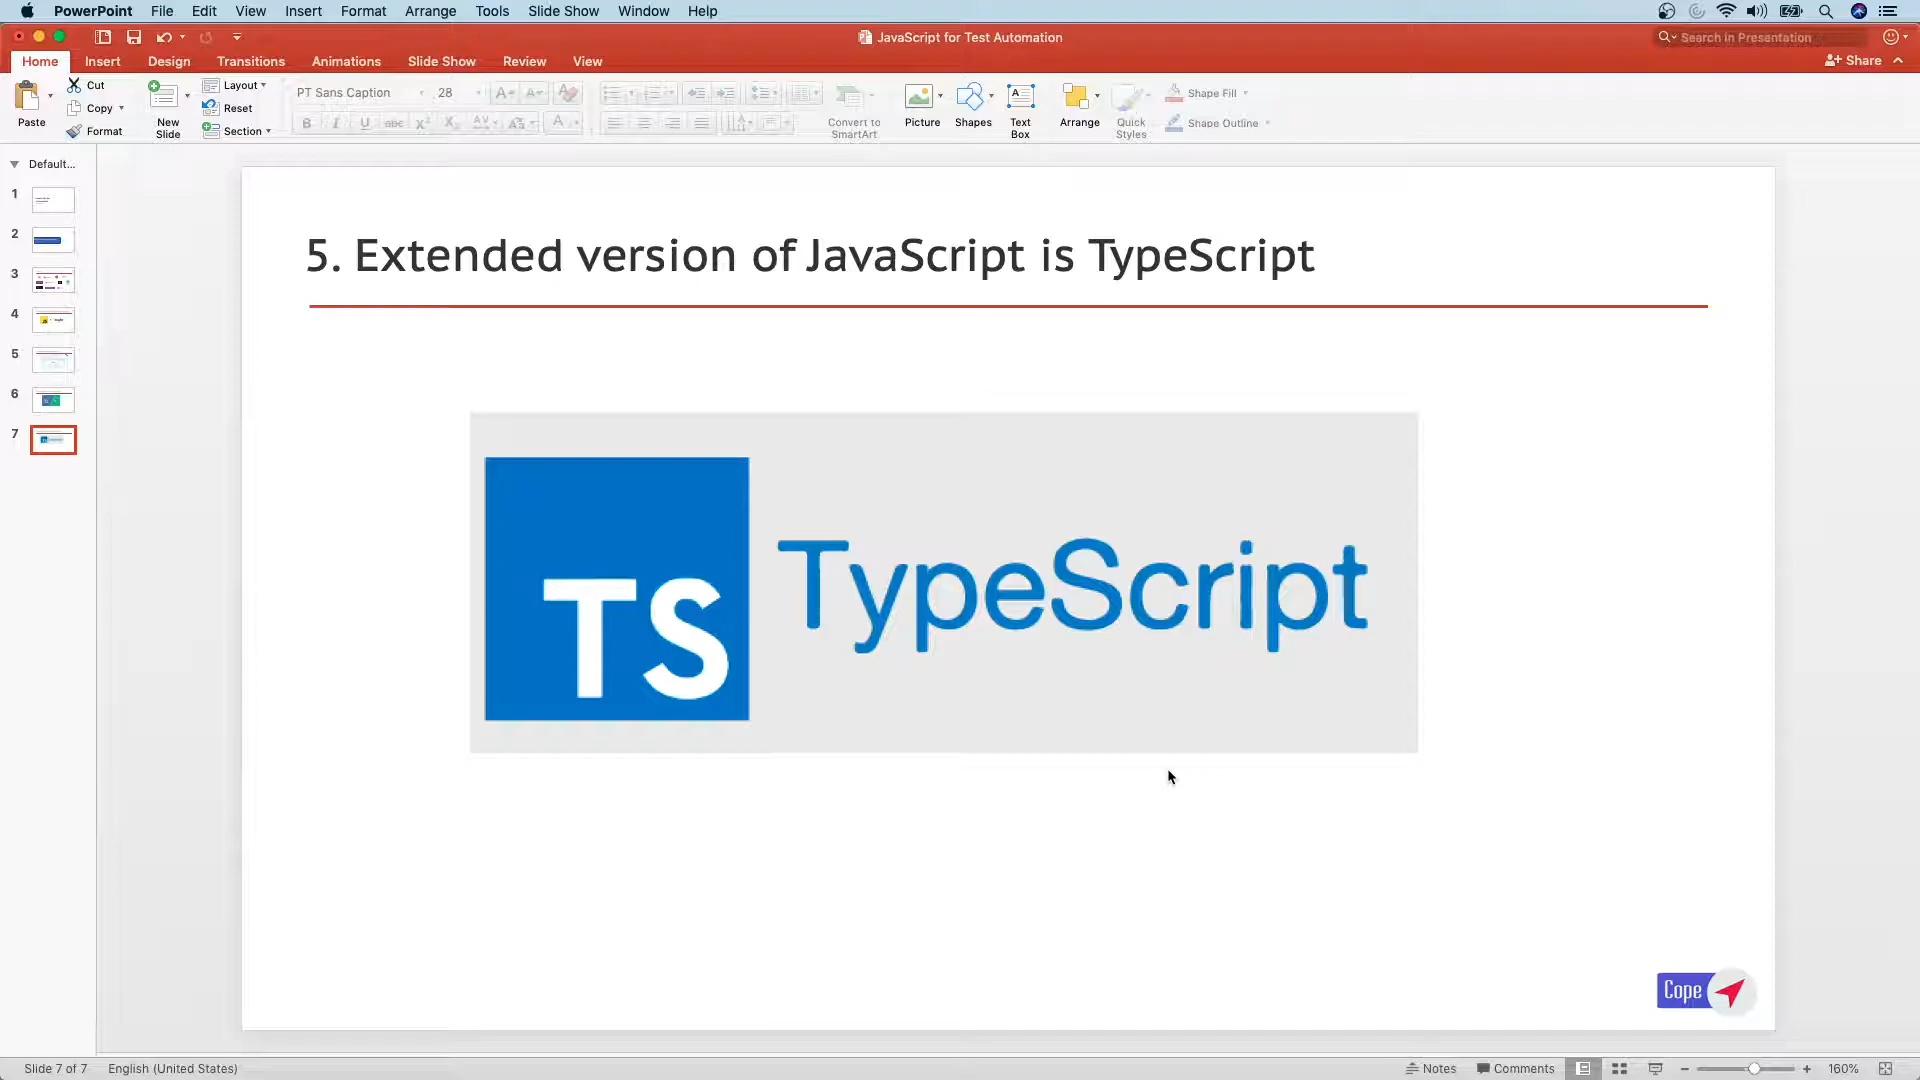 PowerPoint File Edit View Insert Format Arrange Tools Slide Show Window Help
JavaScript for Test Automation
Search in Presentation
Home Insert Design Transitions Animations Slide Show Review View
Share
Paste
Cut
Copy
Format
New Slide
Layout
Reset
Section
PT Sans Caption 28
Convert to SmartArt
Picture
Shapes
Text Box
Arrange
Quick Styles
Shape Fill
Shape Outline
Default...
1
2
3
4
5
6
7
5. Extended version of JavaScript is TypeScript
TS TypeScript
Cope
Slide 7 of 7 English (United States)
Notes Comments 160%